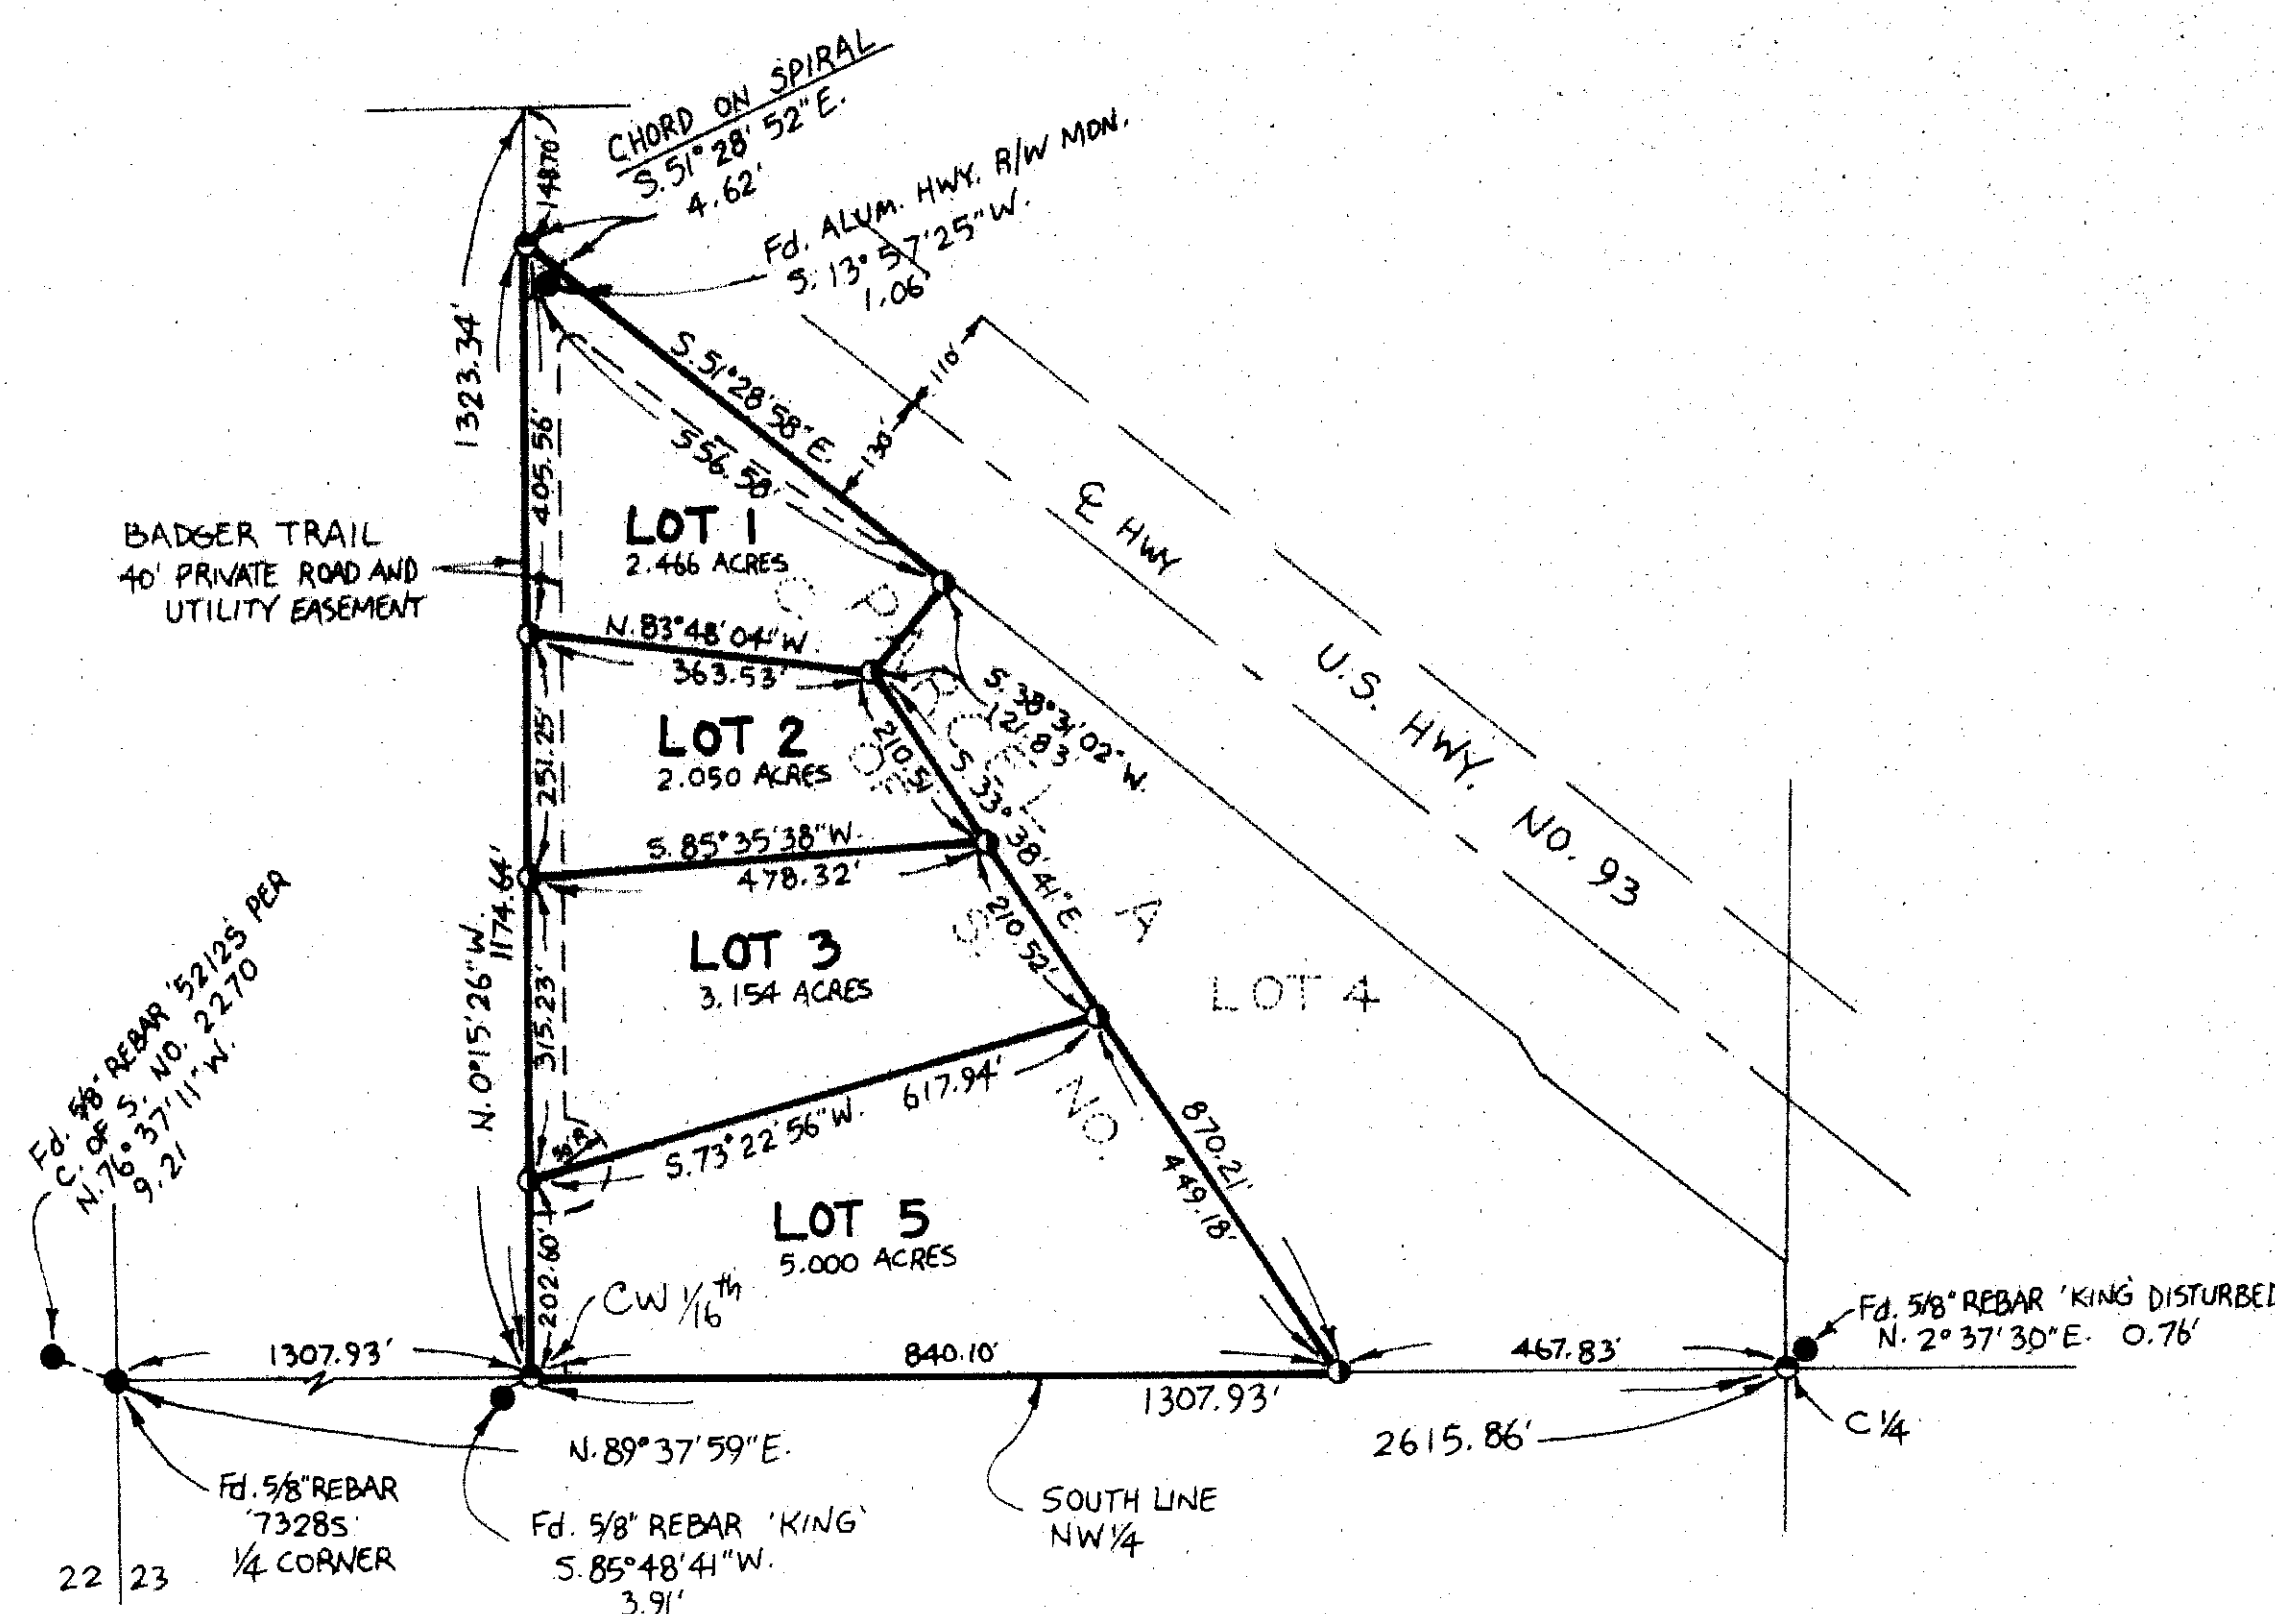 CHORD ON SPIRAL
S. 51° 28' 52" E.
4.62'
Fd. ALUM. HWY. R/W MON.
S. 13° 57' 25" W.
1.06'
148.70'
1323.34'
405.56'
S. 51° 28' 58" E.
556.50'
110'
130'
℄ HWY
U.S. HWY. NO. 93
BADGER TRAIL
40' PRIVATE ROAD AND
UTILITY EASEMENT
LOT 1
2.466 ACRES
N. 83° 48' 04" W.
363.53'
S. 38° 31' 02" W.
121.83
LOT 2
2.050 ACRES
251.25'
210.51'
S. 33° 38' 41" E.
S. 85° 35' 38" W.
478.32'
N. 0° 15' 26" W.
1174.64'
LOT 3
3.154 ACRES
315.23'
210.52'
PARCEL A
C. OF S. NO.
LOT 4
S. 73° 22' 56" W. 617.94'
870.21'
449.18'
LOT 5
5.000 ACRES
202.60'
CW 1/16th
Fd. 5/8" REBAR '5212S' PER
C. OF S. NO. 2270
N. 76° 37' 11" W.
9.21
1307.93'
840.10'
467.83'
1307.93'
2615.86'
Fd. 5/8" REBAR 'KING' DISTURBED
N. 2° 37' 30" E. 0.76'
C 1/4
N. 89° 37' 59" E.
Fd. 5/8" REBAR
'7328S'
1/4 CORNER
22 23
Fd. 5/8" REBAR 'KING'
S. 85° 48' 41" W.
3.91'
SOUTH LINE
NW 1/4